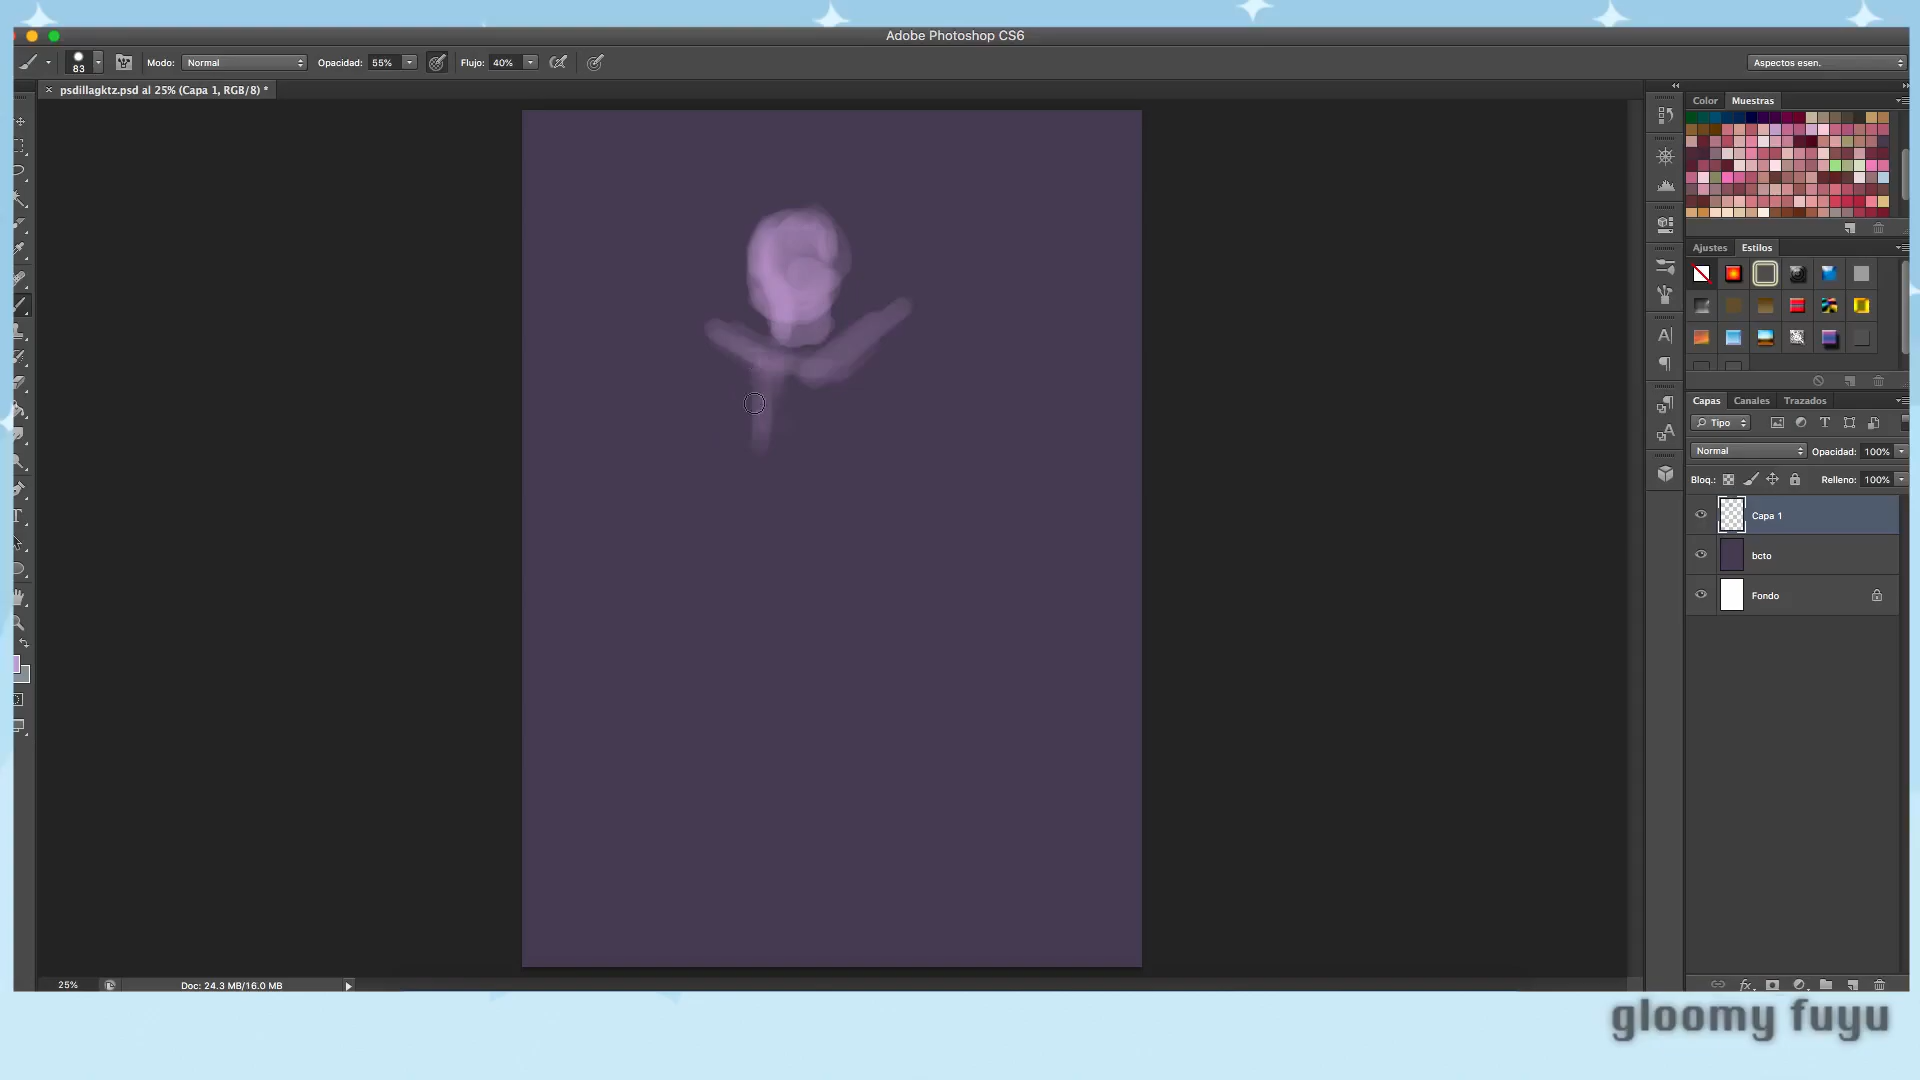 Adobe Photoshop CS6
83 Modo: Normal Opacidad: 55% Flujo: 40% Aspectos esen.
psdillagktz.psd al 25% (Capa 1, RGB/8) *
Color Muestras
Ajustes Estilos
Capas Canales Trazados
Tipo
Normal Opacidad: 100%
Bloq.: Relleno: 100%
Capa 1
bcto
Fondo
25% Doc: 24.3 MB/16.0 MB
gloomy fuyu